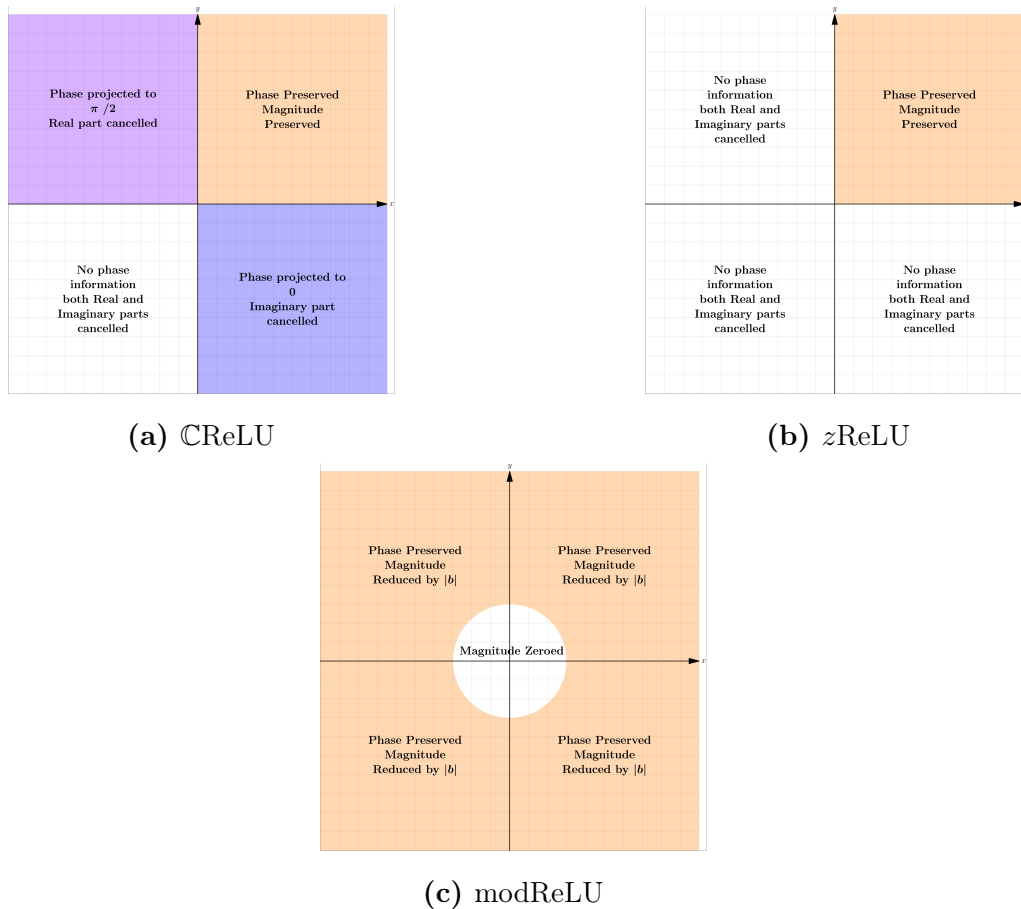 y
Phase projected to
π /2
Real part cancelled
Phase Preserved
Magnitude
Preserved
x
No phase
information
both Real and
Imaginary parts
cancelled
Phase projected to
0
Imaginary part
cancelled
(a) ℂReLU
y
No phase
information
both Real and
Imaginary parts
cancelled
Phase Preserved
Magnitude
Preserved
No phase
information
both Real and
Imaginary parts
cancelled
No phase
information
both Real and
Imaginary parts
cancelled
(b) zReLU
y
Phase Preserved
Magnitude
Reduced by |b|
Phase Preserved
Magnitude
Reduced by |b|
Magnitude Zeroed
x
Phase Preserved
Magnitude
Reduced by |b|
Phase Preserved
Magnitude
Reduced by |b|
(c) modReLU